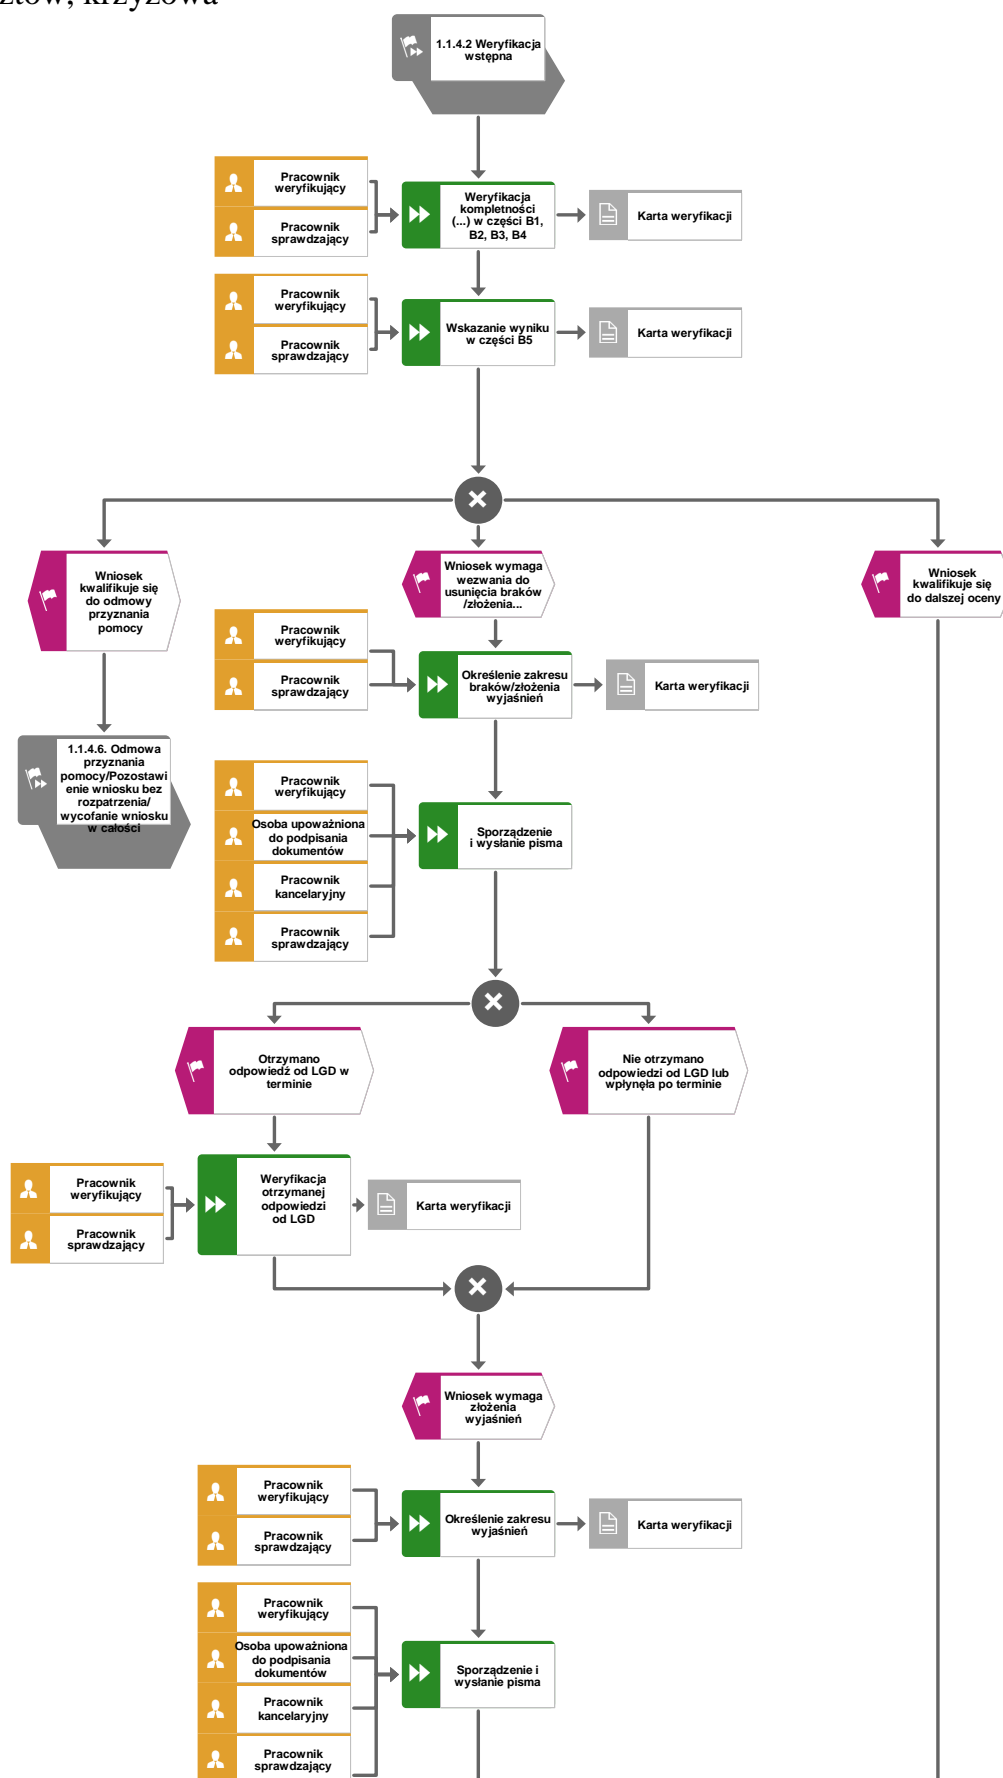 krzyżowa
1.1.4.2 Weryfikacja
wstępna
Pracownik
weryfikujący
Pracownik
sprawdzający
Weryfikacja
kompletności
(...) w części B1,
B2, B3, B4
Karta weryfikacji
Pracownik
weryfikujący
Pracownik
sprawdzający
Wskazanie wyniku
w części B5
Karta weryfikacji
Wniosek
kwalifikuje się
do odmowy
przyznania
pomocy
Wniosek wymaga
wezwania do
usunięcia braków
/złożenia...
Wniosek
kwalifikuje się
do dalszej oceny
Pracownik
weryfikujący
Pracownik
sprawdzający
Określenie zakresu
braków/złożenia
wyjaśnień
Karta weryfikacji
1.1.4.6. Odmowa
przyznania
pomocy/Pozostawi
enie wniosku bez
rozpatrzenia/
wycofanie wniosku
w całości
Pracownik
weryfikujący
Osoba upoważniona
do podpisania
dokumentów
Pracownik
kancelaryjny
Pracownik
sprawdzający
Sporządzenie
i wysłanie pisma
Otrzymano
odpowiedź od LGD w
terminie
Nie otrzymano
odpowiedzi od LGD lub
wpłynęła po terminie
Pracownik
weryfikujący
Pracownik
sprawdzający
Weryfikacja
otrzymanej
odpowiedzi
od LGD
Karta weryfikacji
Wniosek wymaga
złożenia
wyjaśnień
Pracownik
weryfikujący
Pracownik
sprawdzający
Określenie zakresu
wyjaśnień
Karta weryfikacji
Pracownik
weryfikujący
Osoba upoważniona
do podpisania
dokumentów
Pracownik
kancelaryjny
Pracownik
sprawdzający
Sporządzenie i
wysłanie pisma